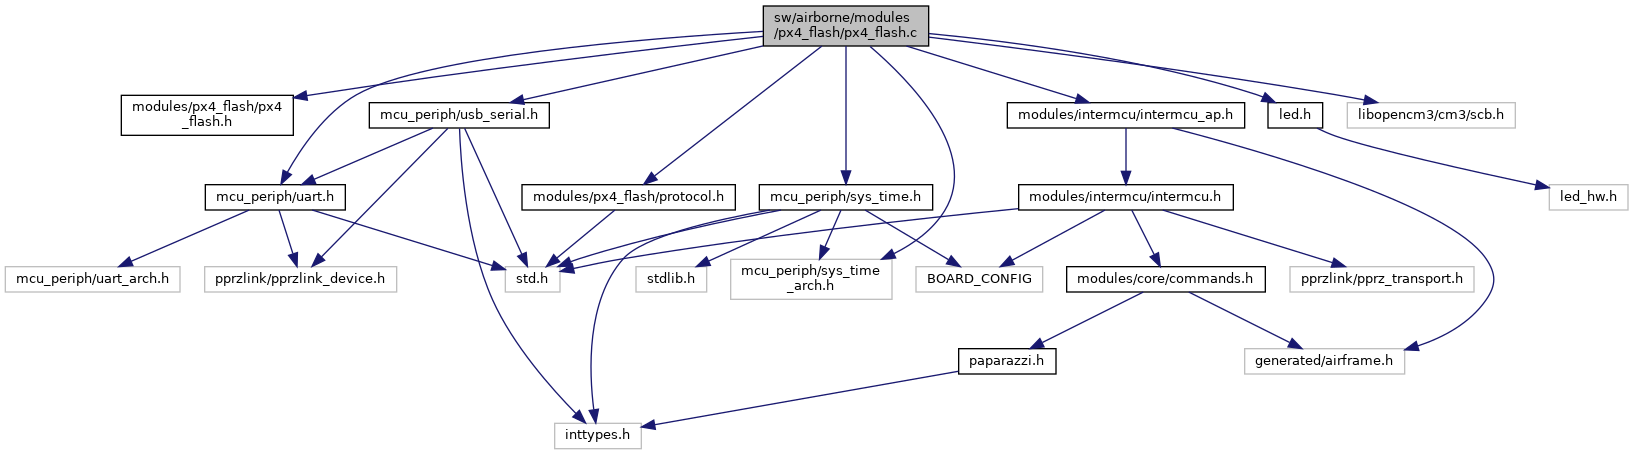 sw/airborne/modules
/px4_flash/px4_flash.c
modules/px4_flash/px4
_flash.h
mcu_periph/usb_serial.h
modules/intermcu/intermcu_ap.h
led.h
libopencm3/cm3/scb.h
mcu_periph/uart.h
modules/px4_flash/protocol.h
mcu_periph/sys_time.h
modules/intermcu/intermcu.h
led_hw.h
mcu_periph/uart_arch.h
pprzlink/pprzlink_device.h
std.h
stdlib.h
mcu_periph/sys_time
_arch.h
BOARD_CONFIG
modules/core/commands.h
pprzlink/pprz_transport.h
paparazzi.h
generated/airframe.h
inttypes.h